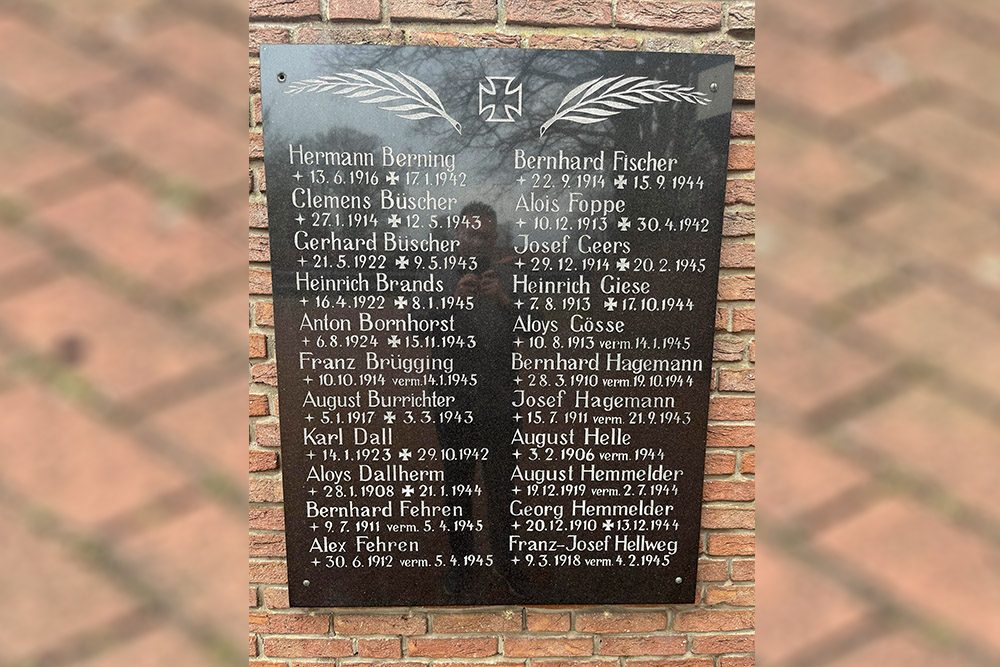 Hermann Berning
+ 13. 6. 1916 ✠ 17. 1. 1942
Clemens Büscher
+ 27. 1. 1914 ✠ 12. 5. 1943
Gerhard Büscher
+ 21. 5. 1922 ✠ 9. 5. 1943
Heinrich Brands
+ 16. 4. 1922 ✠ 8. 1. 1945
Anton Bornhorst
+ 6. 8. 1924 ✠ 15. 11. 1943
Franz Brügging
+ 10. 10. 1914 verm. 14. 1. 1945
August Burrichter
+ 5. 1. 1917 ✠ 3. 3. 1943
Karl Dall
+ 14. 1. 1923 ✠ 29. 10. 1942
Aloys Dallherm
+ 28. 1. 1908 ✠ 21. 1. 1944
Bernhard Fehren
+ 9. 7. 1911 verm. 5. 4. 1945
Alex Fehren
+ 30. 6. 1912 verm. 5. 4. 1945
Bernhard Fischer
+ 22. 9. 1914 ✠ 15. 9. 1944
Alois Foppe
+ 10. 12. 1913 ✠ 30. 4. 1942
Josef Geers
+ 29. 12. 1914 ✠ 20. 2. 1945
Heinrich Giese
+ 7. 8. 1913 ✠ 17. 10. 1944
Aloys Gösse
+ 10. 8. 1913 verm. 14. 1. 1945
Bernhard Hagemann
+ 28. 3. 1910 verm. 19. 10. 1944
Josef Hagemann
+ 15. 7. 1911 verm. 21. 9. 1943
August Helle
+ 3. 2. 1906 verm. 1944
August Hemmelder
+ 19. 12. 1919 verm. 2. 7. 1944
Georg Hemmelder
+ 20. 12. 1910 ✠ 13. 12. 1944
Franz-Josef Hellweg
+ 9. 3. 1918 verm. 4. 2. 1945